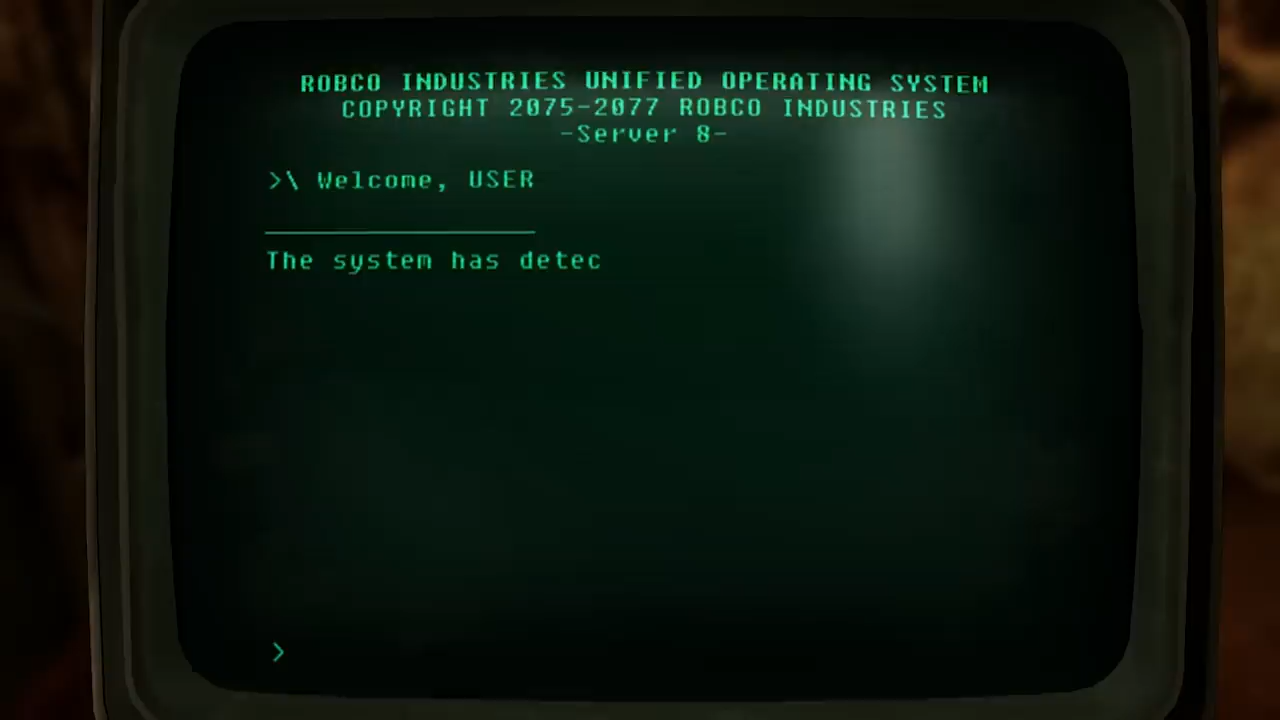 ROBCO INDUSTRIES UNIFIED OPERATING SYSTEM
COPYRIGHT 2075-2077 ROBCO INDUSTRIES
-Server 8-
>\ Welcome, USER
The system has detec
>